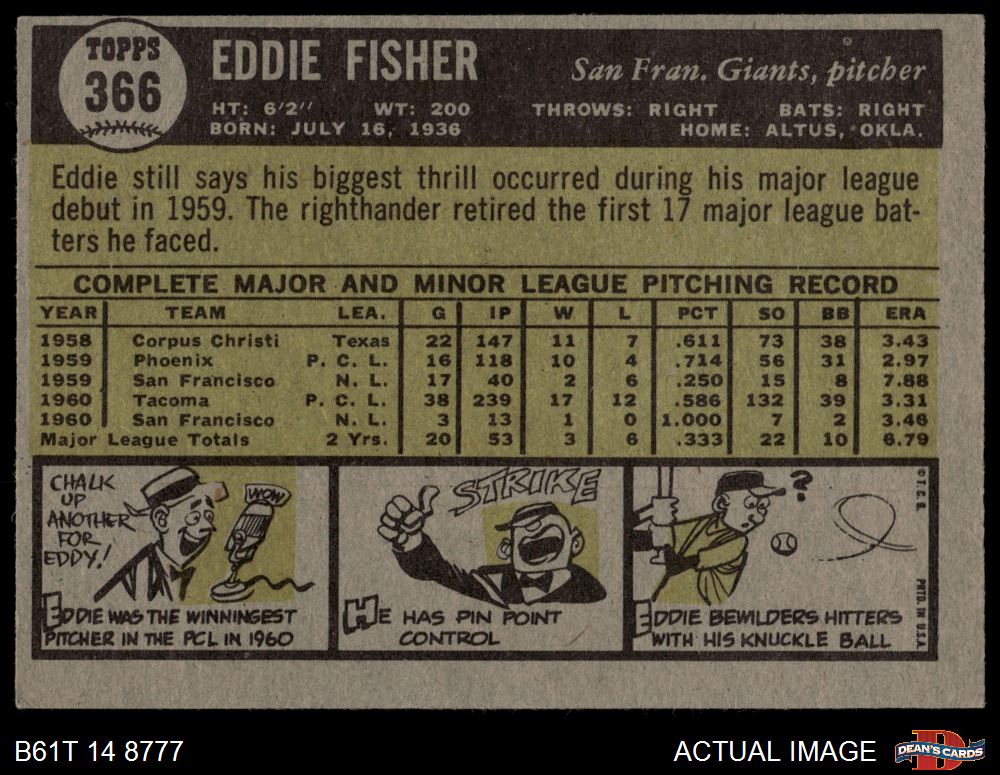 TOPPS
366
EDDIE FISHER
San Fran. Giants, pitcher
HT: 6'2" WT: 200 THROWS: RIGHT BATS: RIGHT
BORN: JULY 16, 1936 HOME: ALTUS, OKLA.
Eddie still says his biggest thrill occurred during his major league
debut in 1959. The righthander retired the first 17 major league bat-
ters he faced.
COMPLETE MAJOR AND MINOR LEAGUE PITCHING RECORD
YEAR TEAM LEA. G IP W L PCT SO BB ERA
1958 Corpus Christi Texas 22 147 11 7 .611 73 38 3.43
1959 Phoenix P. C. L. 16 118 10 4 .714 56 31 2.97
1959 San Francisco N. L. 17 40 2 6 .250 15 8 7.88
1960 Tacoma P. C. L. 38 239 17 12 .586 132 39 3.31
1960 San Francisco N. L. 3 13 1 0 1.000 7 2 3.46
Major League Totals 2 Yrs. 20 53 3 6 .333 22 10 6.79
CHALK
UP
ANOTHER
FOR
EDDY!
WOW
EDDIE WAS THE WINNINGEST
PITCHER IN THE PCL IN 1960
STRIKE
HE HAS PIN POINT
CONTROL
?
EDDIE BEWILDERS HITTERS
WITH HIS KNUCKLE BALL
© T.C.G.
PRTD. IN U.S.A.
B61T 14 8777
ACTUAL IMAGE
DEAN'S CARDS